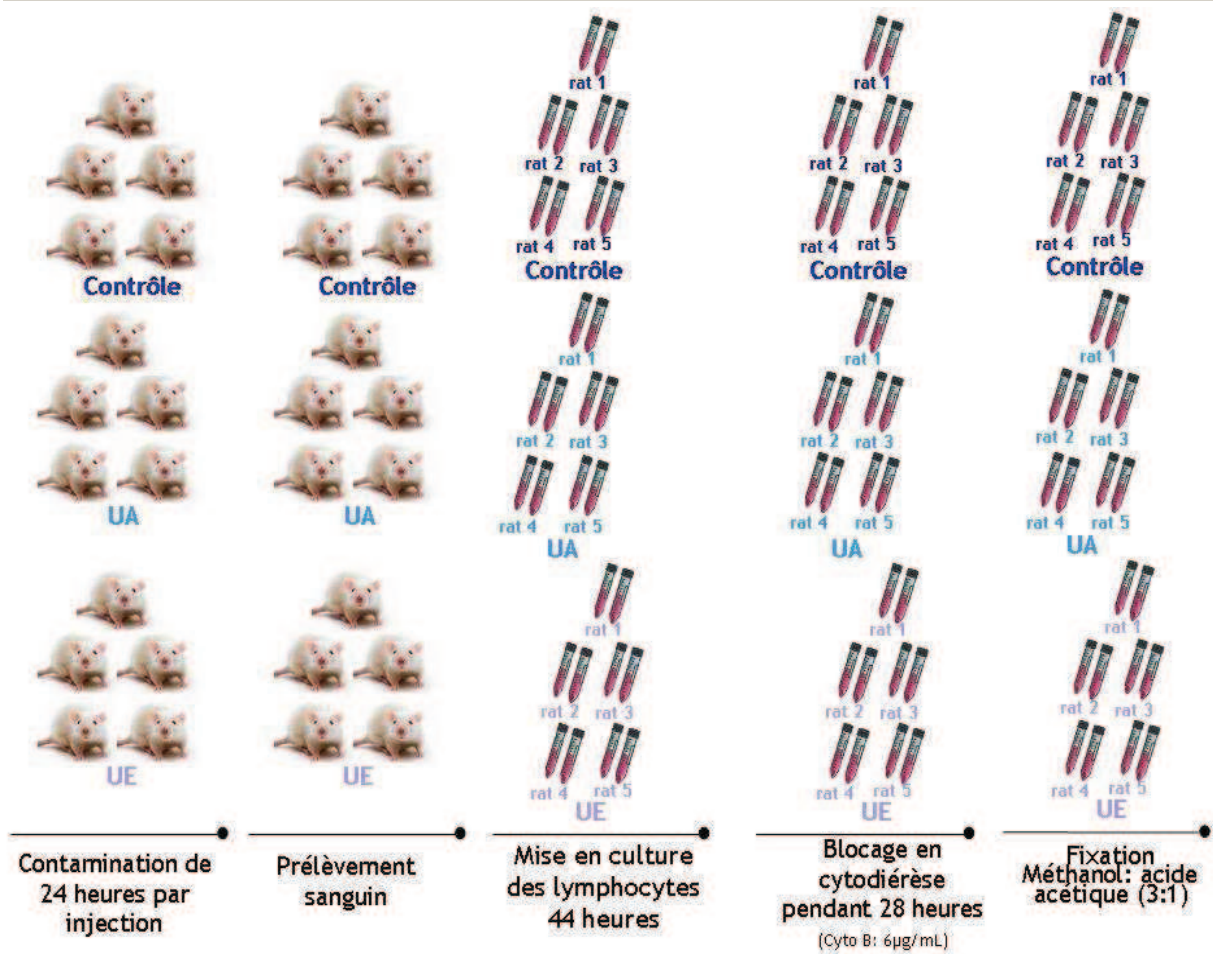 rat 1
rat 2 rat 3
rat 4 rat 5
Contrôle
Contrôle
Contrôle
rat 1
rat 2 rat 3
rat 4 rat 5
Contrôle
rat 1
rat 2 rat 3
rat 4 rat 5
Contrôle
UA
UA
rat 1
rat 2 rat 3
rat 4 rat 5
UA
rat 1
rat 2 rat 3
rat 4 rat 5
UA
rat 1
rat 2 rat 3
rat 4 rat 5
UA
UE
UE
rat 1
rat 2 rat 3
rat 4 rat 5
UE
rat 1
rat 2 rat 3
rat 4 rat 5
UE
rat 1
rat 2 rat 3
rat 4 rat 5
UE
Contamination de
24 heures par
injection
Prélèvement
sanguin
Mise en culture
des lymphocytes
44 heures
Blocage en
cytodiérèse
pendant 28 heures
(Cyto B: 6µg/mL)
Fixation
Méthanol: acide
acétique (3:1)